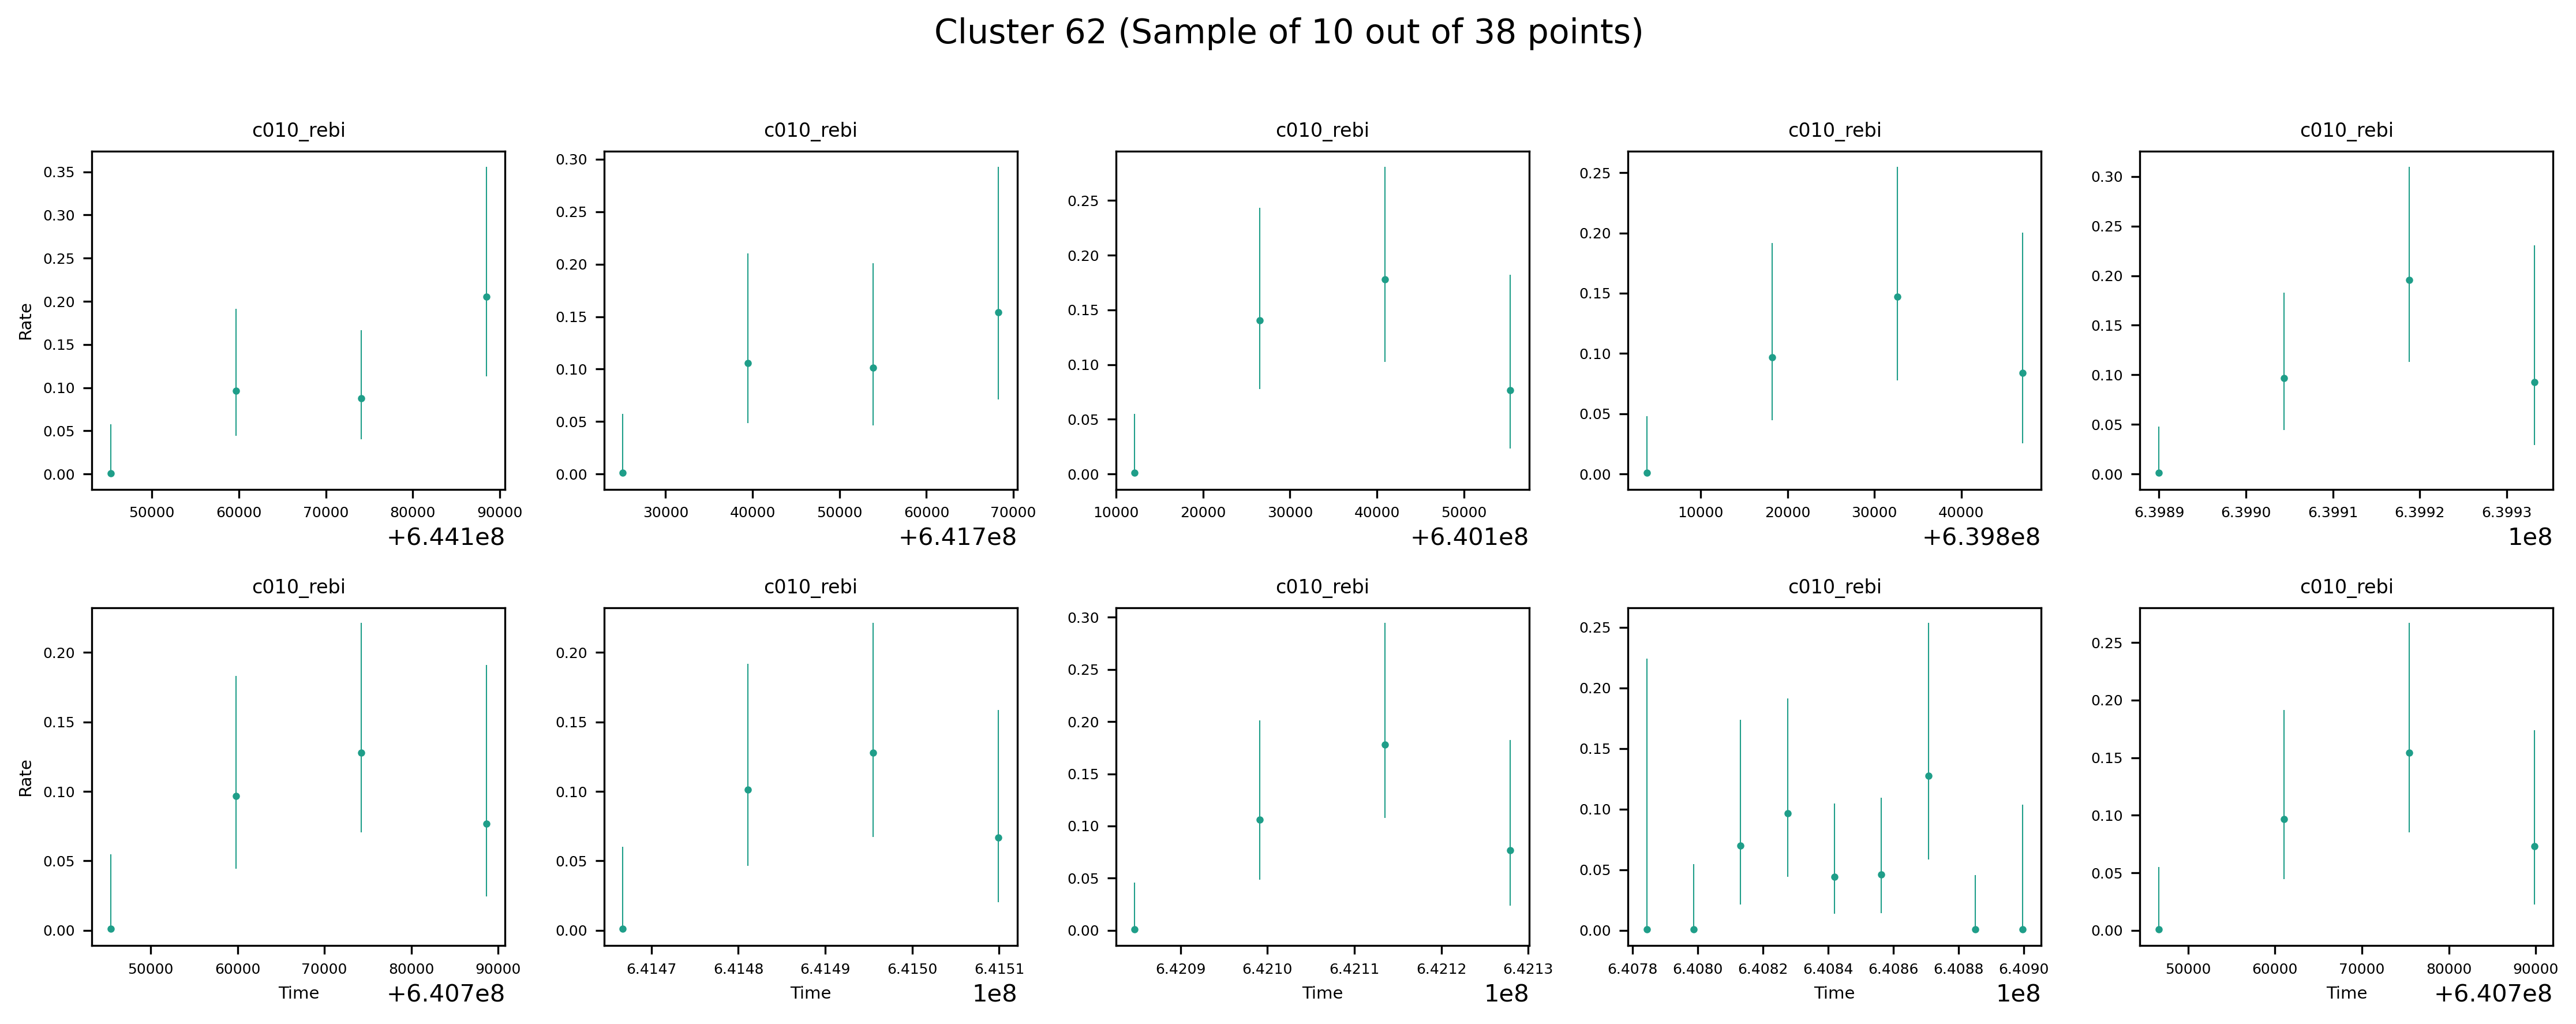 Cluster 62 (Sample of 10 out of 38 points)
c010_rebi c010_rebi c010_rebi c010_rebi c010_rebi
Rate
0.35 0.30 0.25 0.20 0.15 0.10 0.05 0.00
50000 60000 70000 80000 90000
+6.441e8
0.30 0.25 0.20 0.15 0.10 0.05 0.00
30000 40000 50000 60000 70000
+6.417e8
0.25 0.20 0.15 0.10 0.05 0.00
10000 20000 30000 40000 50000
+6.401e8
0.25 0.20 0.15 0.10 0.05 0.00
10000 20000 30000 40000
+6.398e8
0.30 0.25 0.20 0.15 0.10 0.05 0.00
6.3989 6.3990 6.3991 6.3992 6.3993
1e8
c010_rebi c010_rebi c010_rebi c010_rebi c010_rebi
Rate
0.20 0.15 0.10 0.05 0.00
50000 60000 70000 80000 90000
Time +6.407e8
0.20 0.15 0.10 0.05 0.00
6.4147 6.4148 6.4149 6.4150 6.4151
Time 1e8
0.30 0.25 0.20 0.15 0.10 0.05 0.00
6.4209 6.4210 6.4211 6.4212 6.4213
Time 1e8
0.25 0.20 0.15 0.10 0.05 0.00
6.4078 6.4080 6.4082 6.4084 6.4086 6.4088 6.4090
Time 1e8
0.25 0.20 0.15 0.10 0.05 0.00
50000 60000 70000 80000 90000
Time +6.407e8